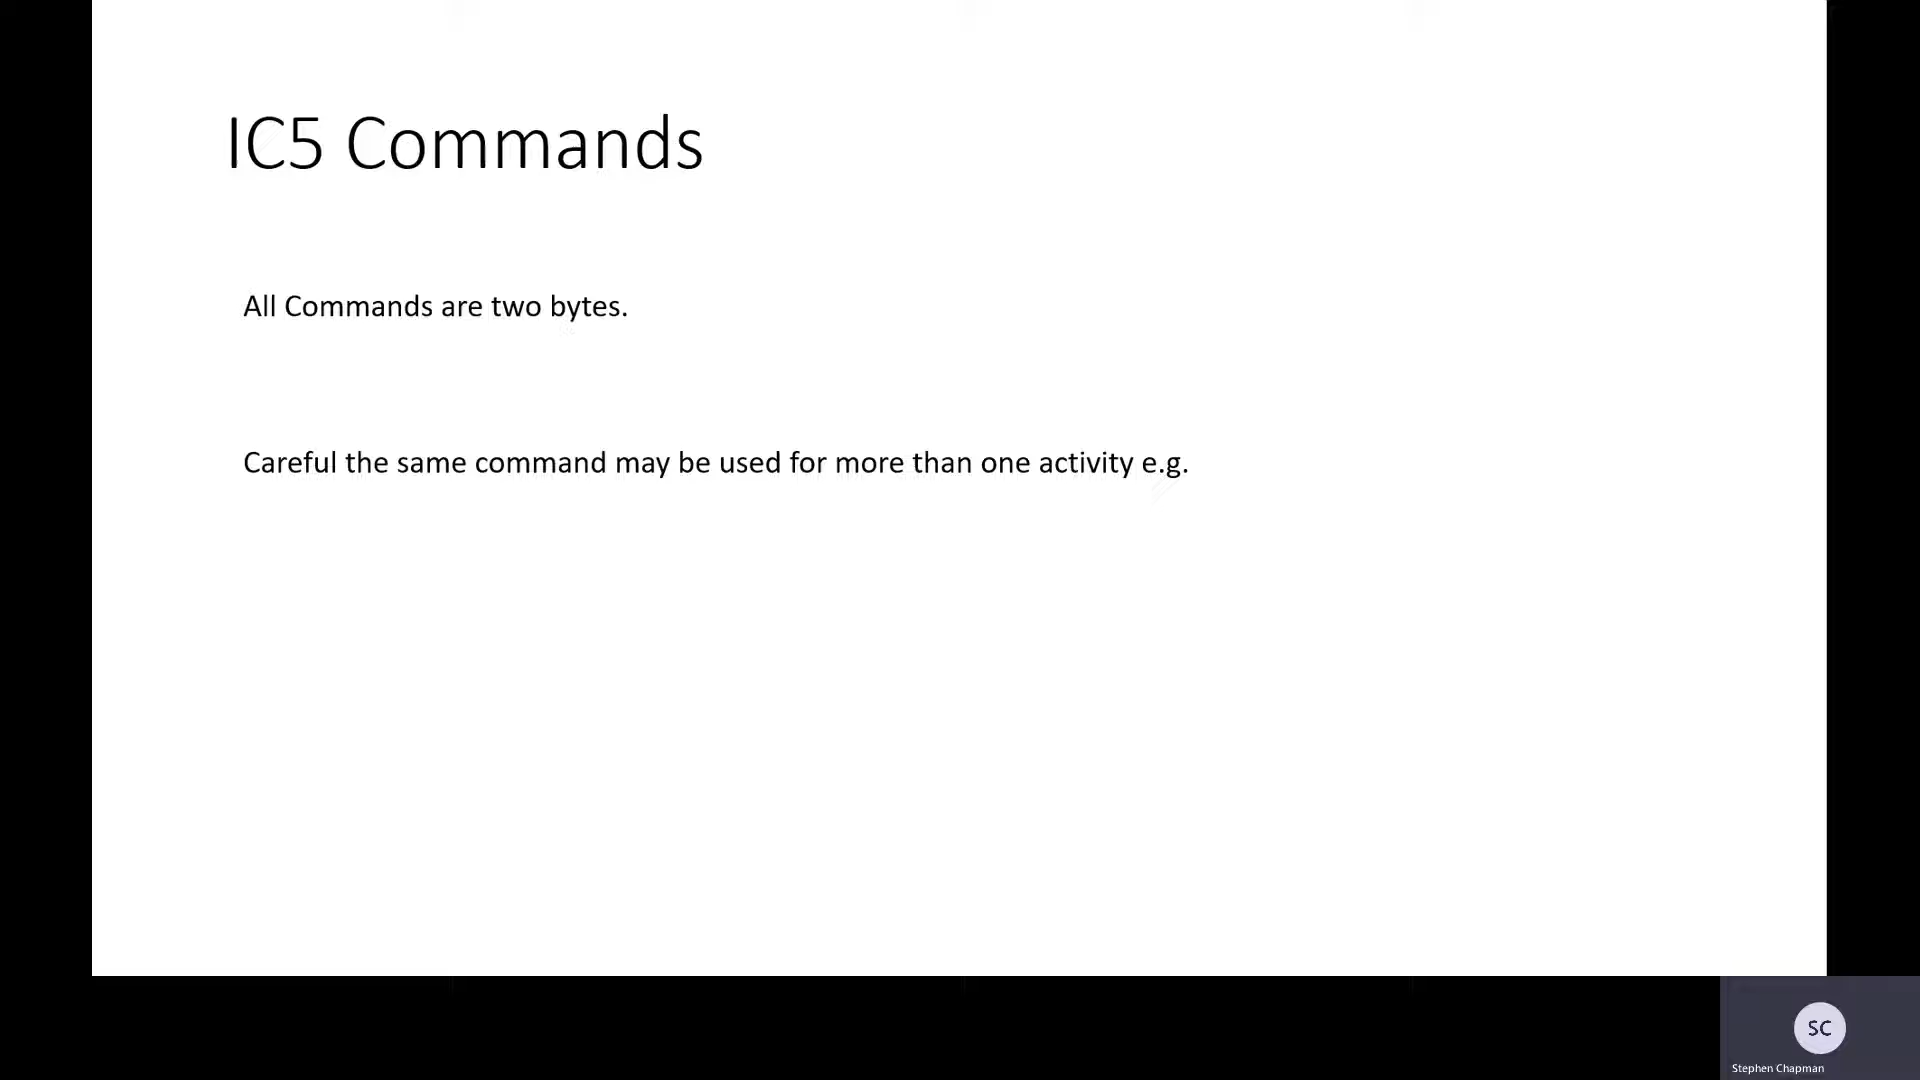 IC5 Commands
All Commands are two bytes.
Careful the same command may be used for more than one activity e.g.
SC
Stephen Chapman